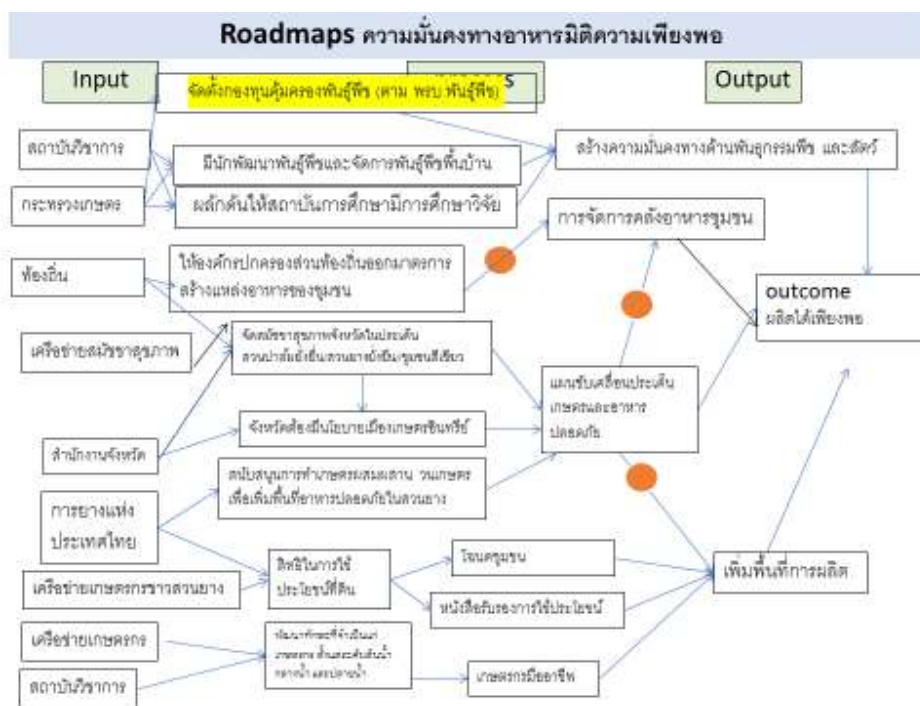 Roadmaps ความมั่นคงทางอาหารมิติความเพียงพอ
Input
Output
จัดตั้งกองทุนคุ้มครองพันธุ์พืช (ตาม พรบ.พันธุ์พืช)
สถาบันวิชาการ
มีนักพัฒนาพันธุ์พืชและจัดการพันธุ์พืชพื้นบ้าน
สร้างความมั่นคงทางด้านพันธุกรรมพืช และสัตว์
กระทรวงเกษตร
ผลักดันให้สถาบันการศึกษามีการศึกษาวิจัย
การจัดการคลังอาหารชุมชน
ท้องถิ่น
ให้องค์กรปกครองส่วนท้องถิ่นออกมาตรการ
สร้างแหล่งอาหารของชุมชน
outcome
ผลิตได้เพียงพอ
เครือข่ายสมัชชาสุขภาพ
จัดสมัชชาสุขภาพจังหวัดในประเด็น
สวนปาล์มยั่งยืน/สวนยางยั่งยืน/ชุมชนสีเขียว
แผนขับเคลื่อนประเด็น
เกษตรและอาหาร
ปลอดภัย
จังหวัดต้องมีนโยบายเมืองเกษตรอินทรีย์
สำนักงานจังหวัด
สนับสนุนการทำเกษตรผสมผสาน วนเกษตร
เพื่อเพิ่มพื้นที่อาหารปลอดภัยในสวนยาง
การยางแห่ง
ประเทศไทย
สิทธิในการใช้
ประโยชน์ที่ดิน
โฉนดชุมชน
เพิ่มพื้นที่การผลิต
เครือข่ายเกษตรกรชาวสวนยาง
หนังสือรับรองการใช้ประโยชน์
เครือข่ายเกษตรกร
กลางน้ำ และปลายน้ำ
เกษตรกรมืออาชีพ
สถาบันวิชาการ